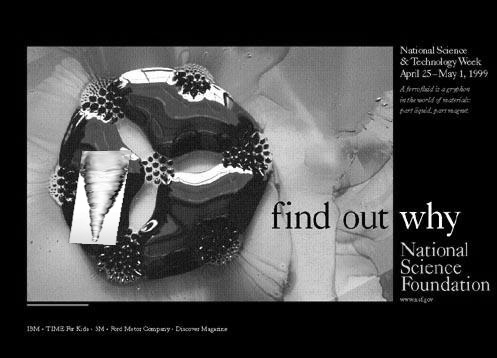 National Science
& Technology Week
April 25–May 1, 1999
A ferrofluid is a gryphon
in the world of materials:
part liquid, part magnet.
find out why
National
Science
Foundation
www.nsf.gov
IBM • TIME For Kids • 3M • Ford Motor Company • Discover Magazine